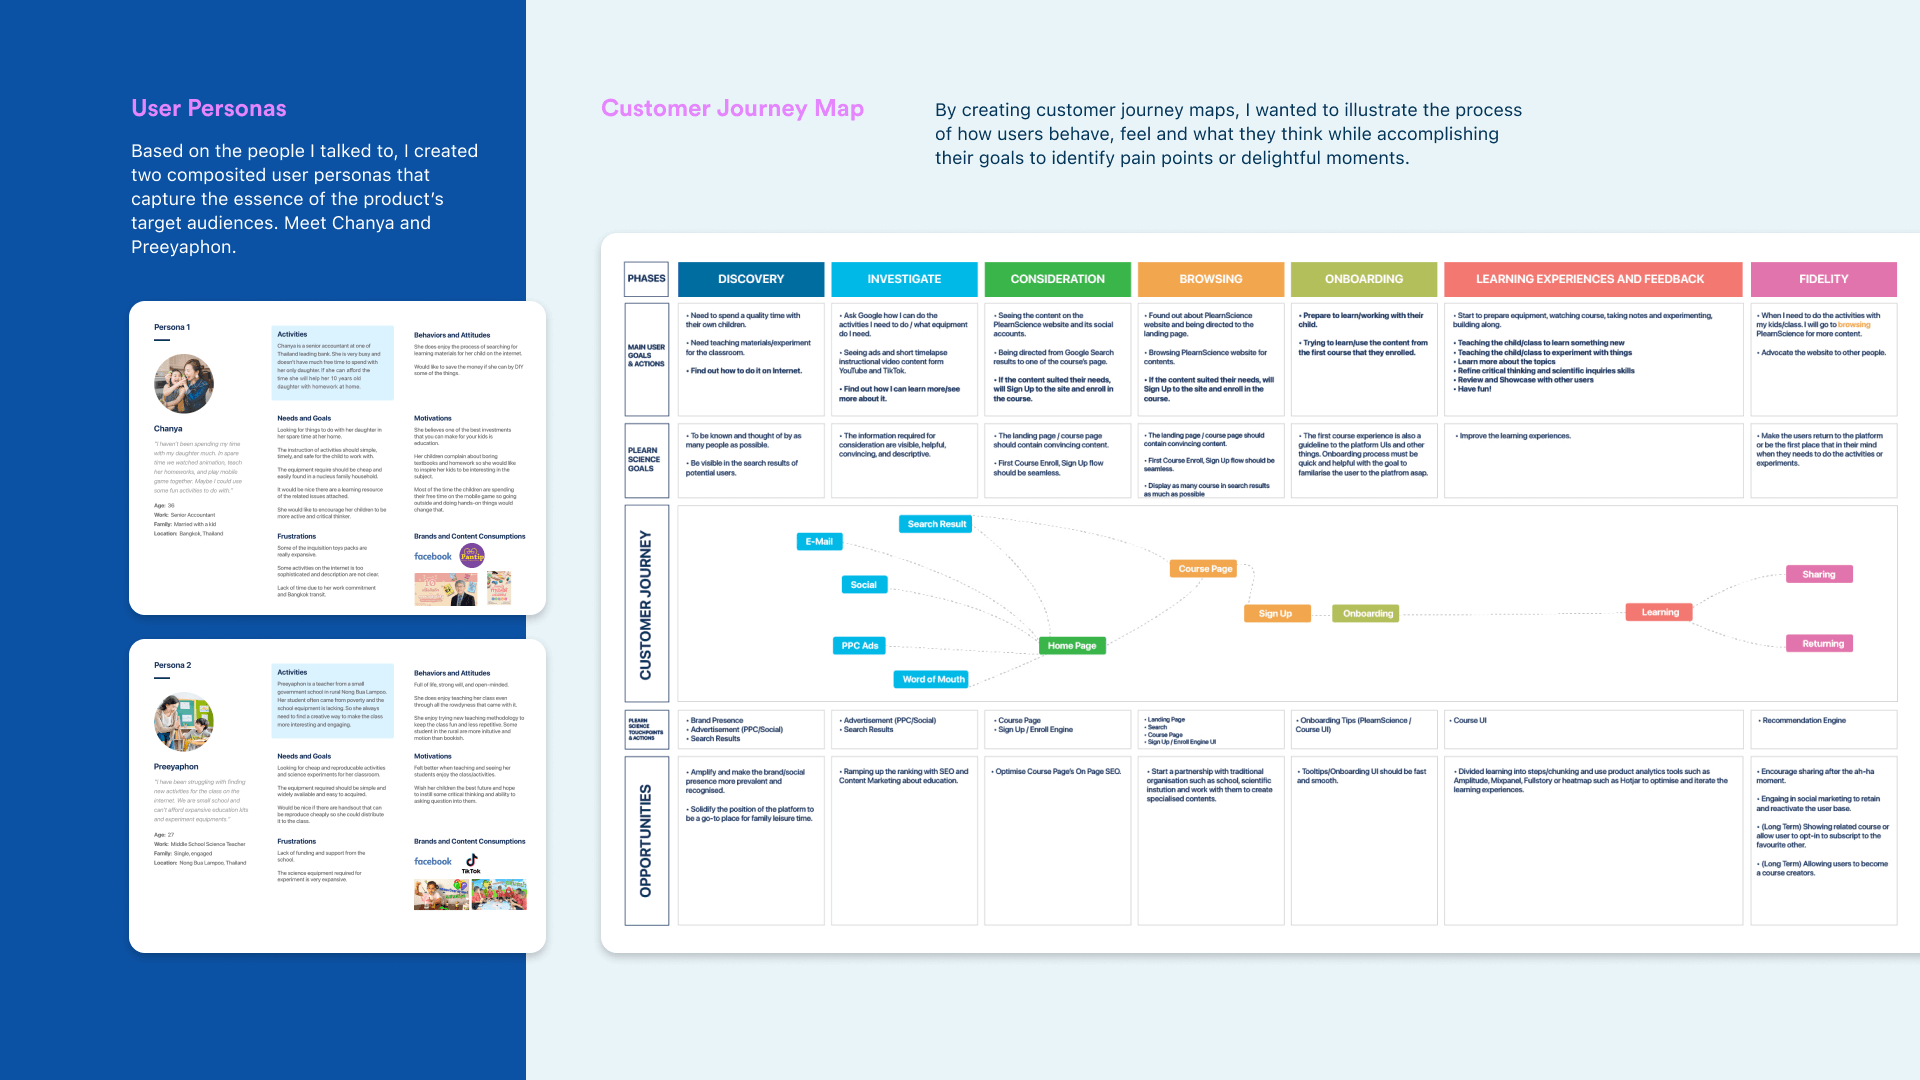 User Personas
Based on the people I talked to, I created
two composited user personas that
capture the essence of the product's
target audiences. Meet Chanya and
Preeyaphon.
Persona 1
Chanya
"I haven't been spending my time
with my daughter much. In spare
time we watched animation, teach
her homeworks, and play mobile
game together. Maybe I could use
some fun activities to do with."
Age: 36
Work: Senior Accountant
Family: Married with a kid
Location: Bangkok, Thailand
Activities
Chanya is a senior accountant at one of
Thailand leading bank. She is very busy and
doesn't have much free time to spend with
her only daughter. If she can afford the
time she will help her 10 years old
daughter with homework at home.
Needs and Goals
Looking for things to do with her daughter in
her spare time at her home.
The instruction of activities should simple,
timely, and safe for the child to work with.
The equipment require should be cheap and
easily found in a nucleus family household.
It would be nice there are a learning resource
of the related issues attached.
She would like to encourage her children to be
more active and critical thinker.
Frustrations
Some of the inquisition toys packs are
really expensive.
Some activities on the internet is too
sophisticated and description are not clear.
Lack of time due to her work commitment
and Bangkok transit.
Behaviors and Attitudes
She does enjoy the process of searching for
learning materials for her child on the internet.
Would like to save the money if she can by DIY
some of the things.
Motivations
She believes one of the best investments
that you can make for your kids is
education.
Her children complain about boring
textbooks and homework so she would like
to inspire her kids to be interesting in the
subject.
Most of the time the children are spending
their free time on the mobile game so going
outside and doing hands-on things would
change that.
Brands and Content Consumptions
facebook
Pantip
Persona 2
Preeyaphon
"I have been struggling with finding
new activities for the class on the
internet. We are small school and
can't afford expansive education kits
and experiment equipments."
Age: 27
Work: Middle School Science Teacher
Family: Single, engaged
Location: Nong Bua Lampoo, Thailand
Activities
Preeyaphon is a teacher from a small
government school in rural Nong Bua Lampoo.
Her student often came from poverty and the
school equipment is lacking. So she always
need to find a creative way to make the class
more interesting and engaging.
Needs and Goals
Looking for cheap and reproducable activities
and science experiments for her classroom.
The equipment required should be simple and
widely available and easy to acquired.
Would be nice if there are handsout that can
be reproduce cheaply so she could distribute
it to the class.
Frustrations
Lack of funding and support from the
school.
The science equipment required for
experiment is very expansive.
Behaviors and Attitudes
Full of life, strong will, and open-minded.
She does enjoy teaching her class even
through all the rowdyness that came with it.
She enjoy trying new teaching methodology to
keep the class fun and less repetitive. Some
student in the rural are more inituitive and
motion than bookish.
Motivations
Felt better when teaching and seeing her
students enjoy the class/activities.
Wish her children the best future and hope
to instill some critical thinking and ability to
asking question into them.
Brands and Content Consumptions
facebook
TikTok
Customer Journey Map
By creating customer journey maps, I wanted to illustrate the process
of how users behave, feel and what they think while accomplishing
their goals to identify pain points or delightful moments.
PHASES
DISCOVERY
INVESTIGATE
CONSIDERATION
BROWSING
ONBOARDING
LEARNING EXPERIENCES AND FEEDBACK
FIDELITY
MAIN USER
GOALS
& ACTIONS
• Need to spend a quality time with
their own children.
• Need teaching materials/experiment
for the classroom.
• Find out how to do it on Internet.
• Ask Google how I can do the
activities I need to do / what equipment
do I need.
• Seeing ads and short timelapse
instructional video content form
YouTube and TikTok.
• Find out how I can learn more/see
more about it.
• Seeing the content on the
PlearnScience website and its social
accounts.
• Being directed from Google Search
results to one of the course's page.
• If the content suited their needs,
will Sign Up to the site and enroll in
the course.
• Found out about PlearnScience
website and being directed to the
landing page.
• Browsing PlearnScience website for
contents.
• If the content suited their needs, will
Sign Up to the site and enroll in the
course.
• Prepare to learn/working with their
child.
• Trying to learn/use the content from
the first course that they enrolled.
• Start to prepare equipment, watching course, taking notes and experimenting,
building along.
• Teaching the child/class to learn something new
• Teaching the child/class to experiment with things
• Learn more about the topics
• Refine critical thinking and scientific inquiries skills
• Review and Showcase with other users
• Have fun!
• When I need to do the activities with
my kids/class. I will go to browsing
PlearnScience for more content.
• Advocate the website to other people.
PLEARN
SCIENCE
GOALS
• To be known and thought of by as
many people as possible.
• Be visible in the search results of
potential users.
• The information required for
consideration are visible, helpful,
convincing, and descriptive.
• The landing page / course page
should contain convincing content.
• First Course Enroll, Sign Up flow
should be seamless.
• The landing page / course page should
contain convincing content.
• First Course Enroll, Sign Up flow should be
seamless.
• Display as many course in search results
as much as possible
• The first course experience is also a
guideline to the platform UIs and other
things. Onboarding process must be
quick and helpful with the goal to
familarise the user to the platfrom asap.
• Improve the learning experiences.
• Make the users return to the platform
or be the first place that in their mind
when they needs to do the activities or
experiments.
CUSTOMER JOURNEY
Search Result
E-Mail
Social
PPC Ads
Word of Mouth
Home Page
Course Page
Sign Up
Onboarding
Learning
Sharing
Returning
PLEARN
SCIENCE
TOUCHPOINTS
& ACTIONS
• Brand Presence
• Advertisement (PPC/Social)
• Search Results
• Advertisement (PPC/Social)
• Search Results
• Course Page
• Sign Up / Enroll Engine
• Landing Page
• Search
• Course Page
• Sign Up / Enroll Engine UI
• Onboarding Tips (PlearnScience /
Course UI)
• Course UI
• Recommendation Engine
OPPORTUNITIES
• Amplify and make the brand/social
presence more prevalent and
recognised.
• Solidify the position of the platform to
be a go-to place for family leisure time.
• Ramping up the ranking with SEO and
Content Marketing about education.
• Optimise Course Page's On Page SEO.
• Start a partnership with traditional
organisation such as school, scientific
instution and work with them to create
specialised contents.
• Tooltips/Onboarding UI should be fast
and smooth.
• Divided learning into steps/chunking and use product analytics tools such as
Amplitude, Mixpanel, Fullstory or heatmap such as Hotjar to optimise and iterate the
learning experiences.
• Encourage sharing after the ah-ha
moment.
• Engaing in social marketing to retain
and reactivate the user base.
• (Long Term) Showing related course or
allow user to opt-in to subscript to the
favourite other.
• (Long Term) Allowing users to become
a course creators.